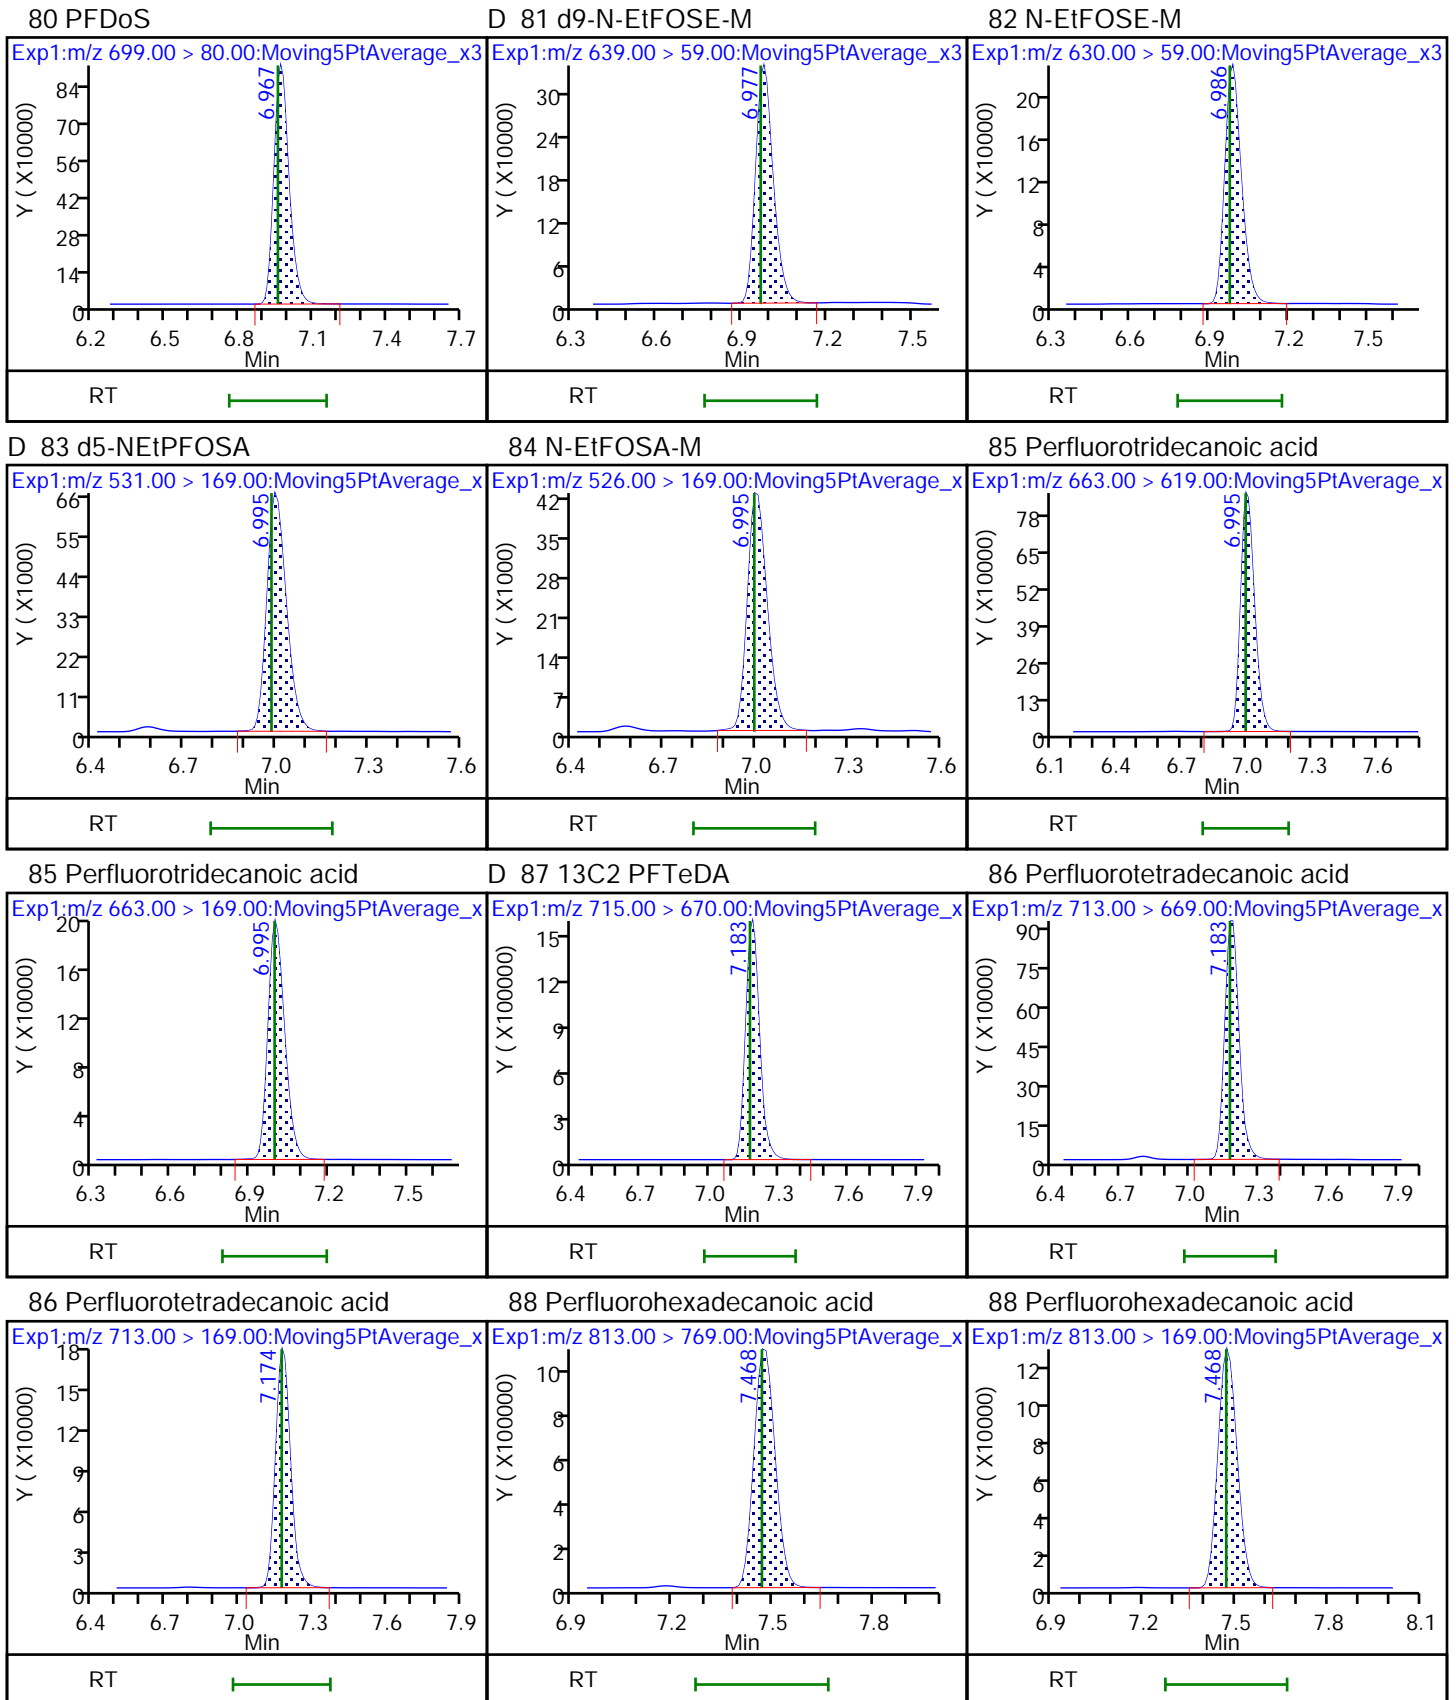 80 PFDoS
D 81 d9-N-EtFOSE-M
82 N-EtFOSE-M
Exp1:m/z 699.00 > 80.00:Moving5PtAverage_x3
Exp1:m/z 639.00 > 59.00:Moving5PtAverage_x3
Exp1:m/z 630.00 > 59.00:Moving5PtAverage_x3
Y ( X10000)
84
70
56
42
28
14
0
6.967
6.2 6.5 6.8 7.1 7.4 7.7
Min
RT
Y ( X10000)
30
24
18
12
6
0
6.977
6.3 6.6 6.9 7.2 7.5
Min
RT
Y ( X10000)
20
16
12
8
4
0
6.986
6.3 6.6 6.9 7.2 7.5
Min
RT
D 83 d5-NEtPFOSA
84 N-EtFOSA-M
85 Perfluorotridecanoic acid
Exp1:m/z 531.00 > 169.00:Moving5PtAverage_x
Exp1:m/z 526.00 > 169.00:Moving5PtAverage_x
Exp1:m/z 663.00 > 619.00:Moving5PtAverage_x
Y ( X1000)
66
55
44
33
22
11
0
6.995
6.4 6.7 7.0 7.3 7.6
Min
RT
Y ( X1000)
42
35
28
21
14
7
0
6.995
6.4 6.7 7.0 7.3 7.6
Min
RT
Y ( X10000)
78
65
52
39
26
13
0
6.995
6.1 6.4 6.7 7.0 7.3 7.6
Min
RT
85 Perfluorotridecanoic acid
D 87 13C2 PFTeDA
86 Perfluorotetradecanoic acid
Exp1:m/z 663.00 > 169.00:Moving5PtAverage_x
Exp1:m/z 715.00 > 670.00:Moving5PtAverage_x
Exp1:m/z 713.00 > 669.00:Moving5PtAverage_x
Y ( X10000)
20
16
12
8
4
0
6.995
6.3 6.6 6.9 7.2 7.5
Min
RT
Y ( X100000)
15
12
9
6
3
0
7.183
6.4 6.7 7.0 7.3 7.6 7.9
Min
RT
Y ( X10000)
90
75
60
45
30
15
0
7.183
6.4 6.7 7.0 7.3 7.6 7.9
Min
RT
86 Perfluorotetradecanoic acid
88 Perfluorohexadecanoic acid
88 Perfluorohexadecanoic acid
Exp1:m/z 713.00 > 169.00:Moving5PtAverage_x
Exp1:m/z 813.00 > 769.00:Moving5PtAverage_x
Exp1:m/z 813.00 > 169.00:Moving5PtAverage_x
Y ( X10000)
18
15
12
9
6
3
0
7.174
6.4 6.7 7.0 7.3 7.6 7.9
Min
RT
Y ( X100000)
10
8
6
4
2
0
7.468
6.9 7.2 7.5 7.8
Min
RT
Y ( X10000)
12
10
8
6
4
2
0
7.468
6.9 7.2 7.5 7.8 8.1
Min
RT